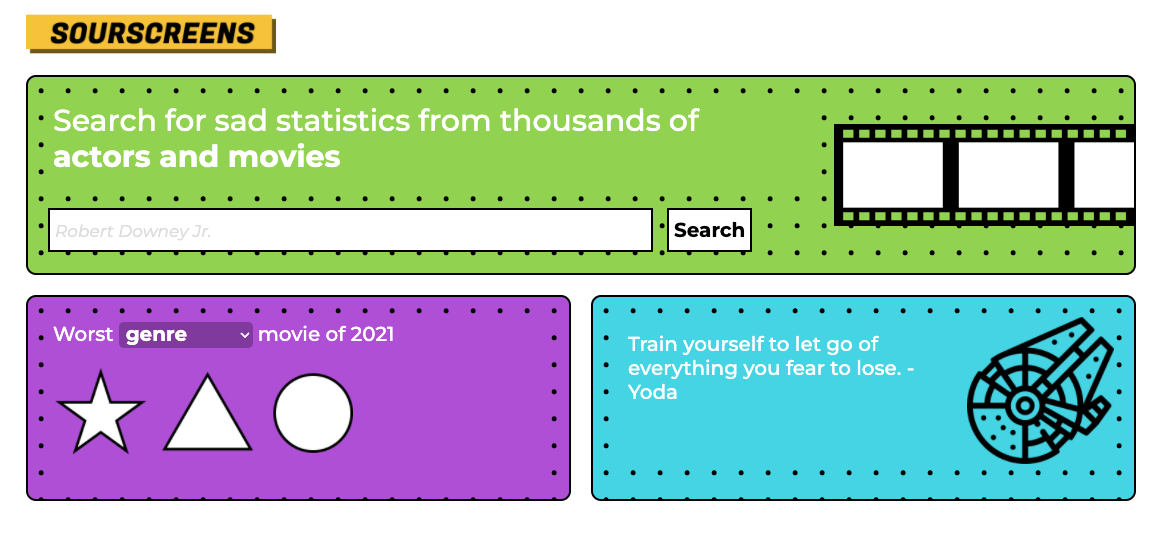 SOURSCREENS
Search for sad statistics from thousands of
actors and movies
Robert Downey Jr.
Search
Worst genre movie of 2021
Train yourself to let go of
everything you fear to lose. -
Yoda